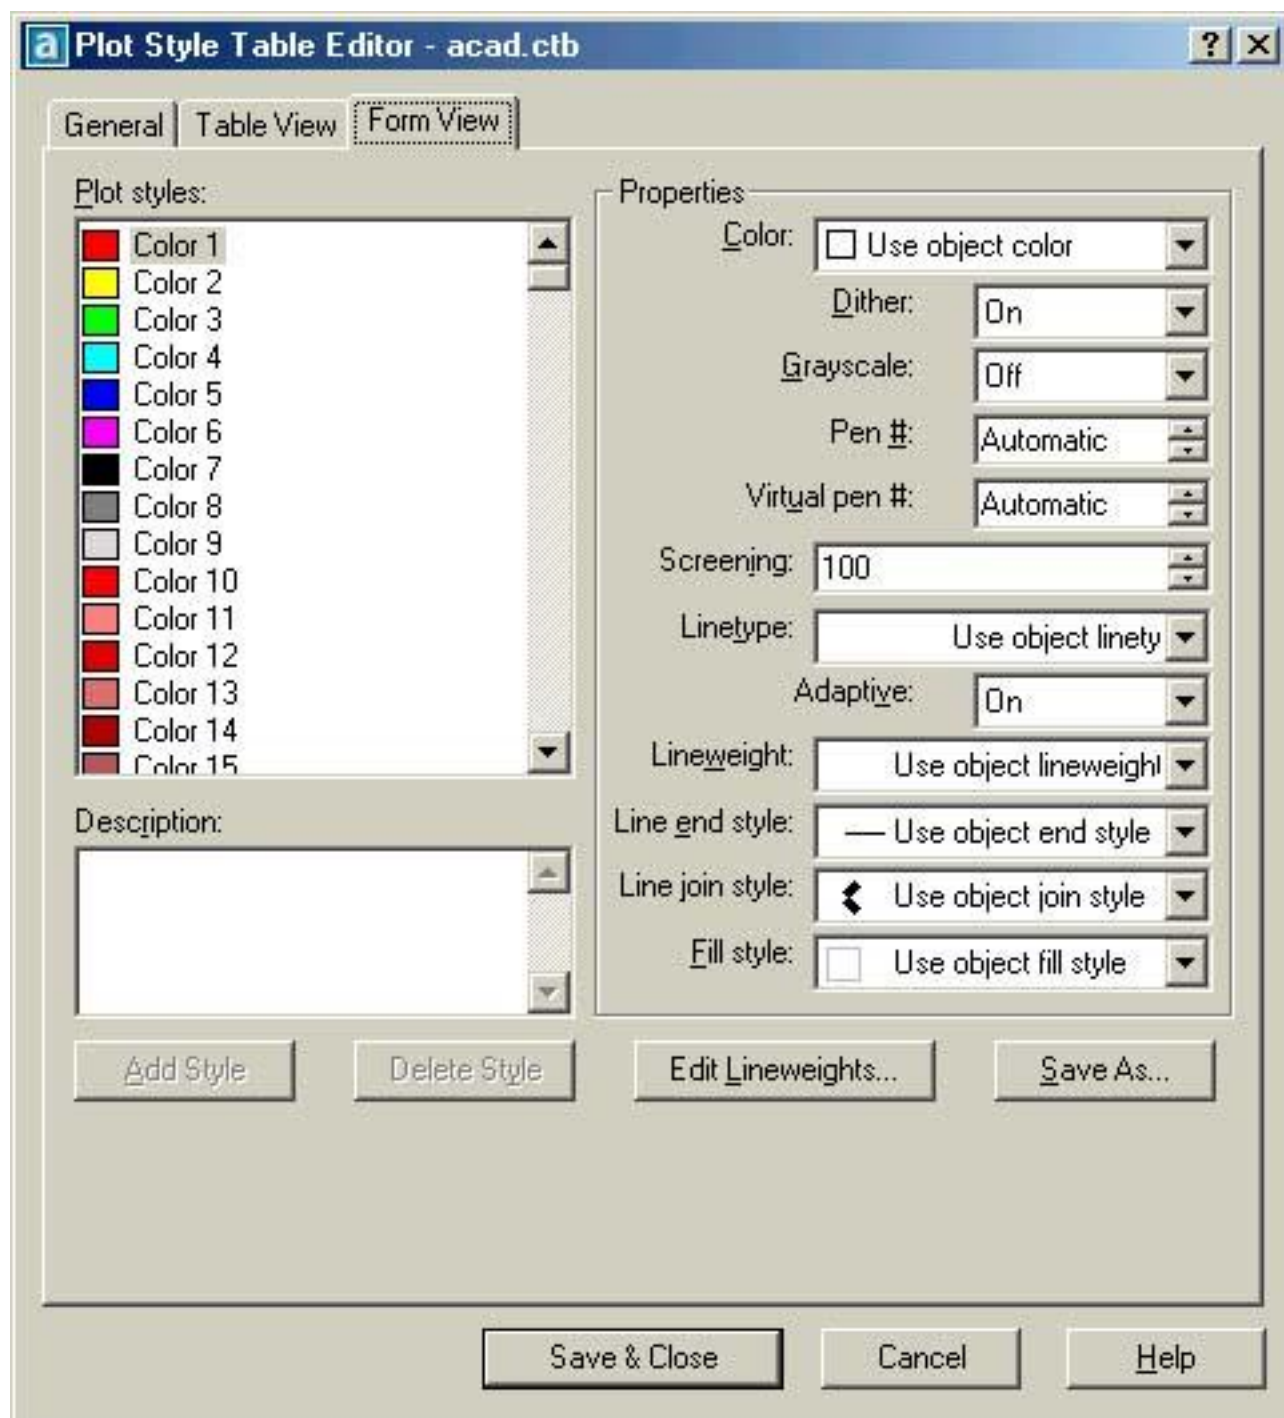 a Plot Style Table Editor - acad.ctb ? X
General Table View Form View
Plot styles:
Color 1
Color 2
Color 3
Color 4
Color 5
Color 6
Color 7
Color 8
Color 9
Color 10
Color 11
Color 12
Color 13
Color 14
Color 15
Description:
Add Style Delete Style
Properties
Color: Use object color
Dither: On
Grayscale: Off
Pen #: Automatic
Virtual pen #: Automatic
Screening: 100
Linetype: Use object linety
Adaptive: On
Lineweight: Use object lineweight
Line end style: Use object end style
Line join style: Use object join style
Fill style: Use object fill style
Edit Lineweights... Save As...
Save & Close Cancel Help